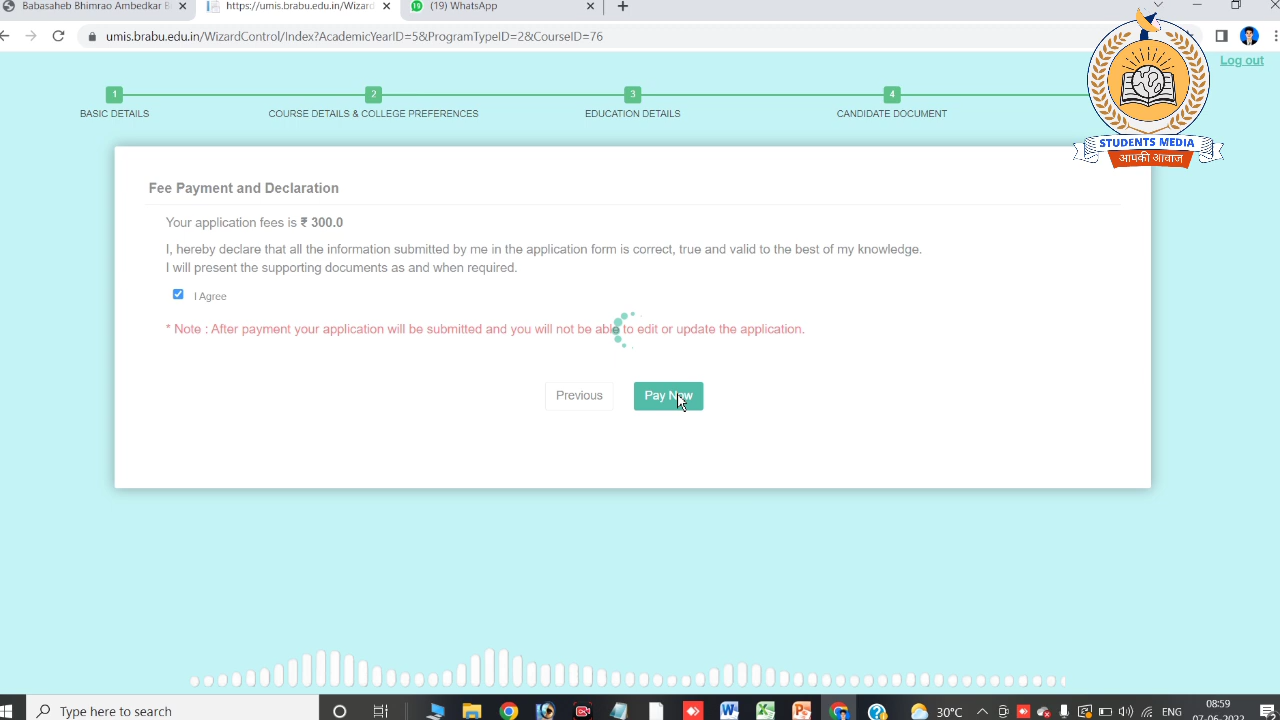 Babasaheb Bhimrao Ambedkar B
https://umis.brabu.edu.in/Wizard
(19) WhatsApp
umis.brabu.edu.in/WizardControl/Index?AcademicYearID=5&ProgramTypeID=2&CourseID=76
Log out
1
2
3
4
BASIC DETAILS
COURSE DETAILS & COLLEGE PREFERENCES
EDUCATION DETAILS
CANDIDATE DOCUMENT
STUDENTS MEDIA
आपकी आवाज
Fee Payment and Declaration
Your application fees is ₹ 300.0
I, hereby declare that all the information submitted by me in the application form is correct, true and valid to the best of my knowledge.
I will present the supporting documents as and when required.
I Agree
* Note : After payment your application will be submitted and you will not be able to edit or update the application.
Previous
Pay Now
Type here to search
30°C
ENG
08:59
07-06-2022